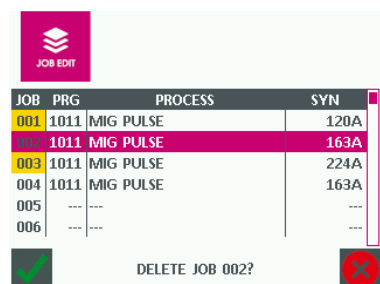 JOB EDIT
JOB PRG PROCESS SYN
001 1011 MIG PULSE 120A
002 1011 MIG PULSE 163A
003 1011 MIG PULSE 224A
004 1011 MIG PULSE 163A
005 --- --- ---
006 --- --- ---
DELETE JOB 002?